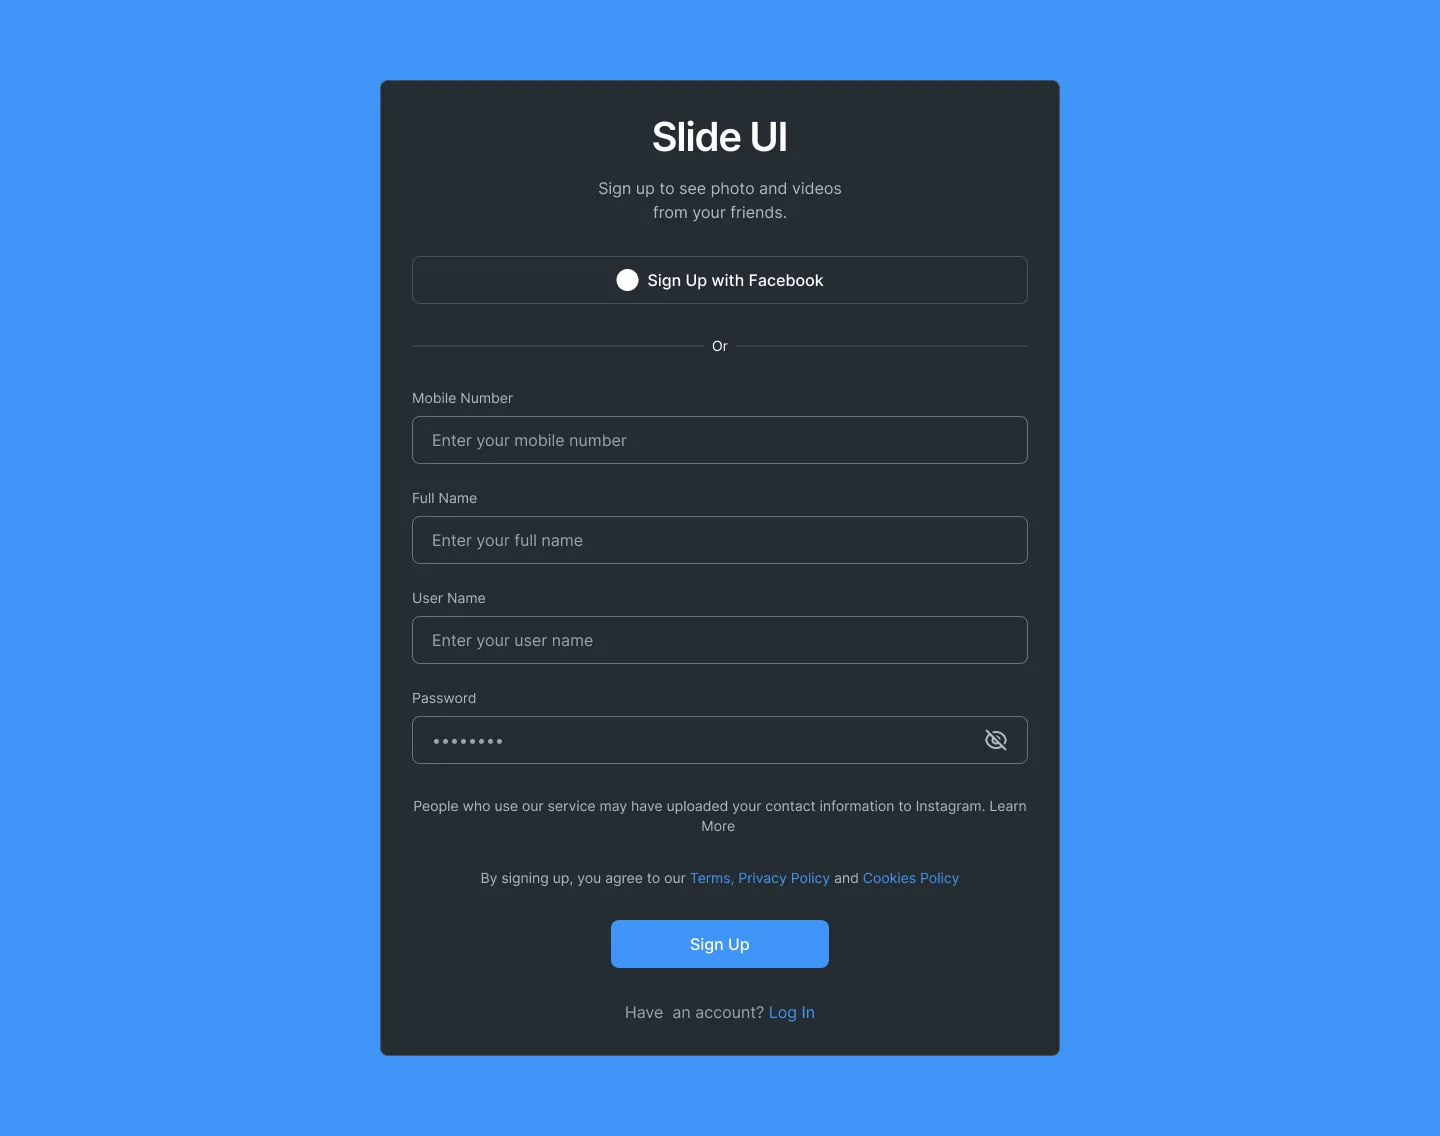 Slide UI
Sign up to see photo and videos
from your friends.
Sign Up with Facebook
Or
Mobile Number
Enter your mobile number
Full Name
Enter your full name
User Name
Enter your user name
Password
••••••••
People who use our service may have uploaded your contact information to Instagram. Learn
More
By signing up, you agree to our Terms, Privacy Policy and Cookies Policy
Sign Up
Have  an account? Log In